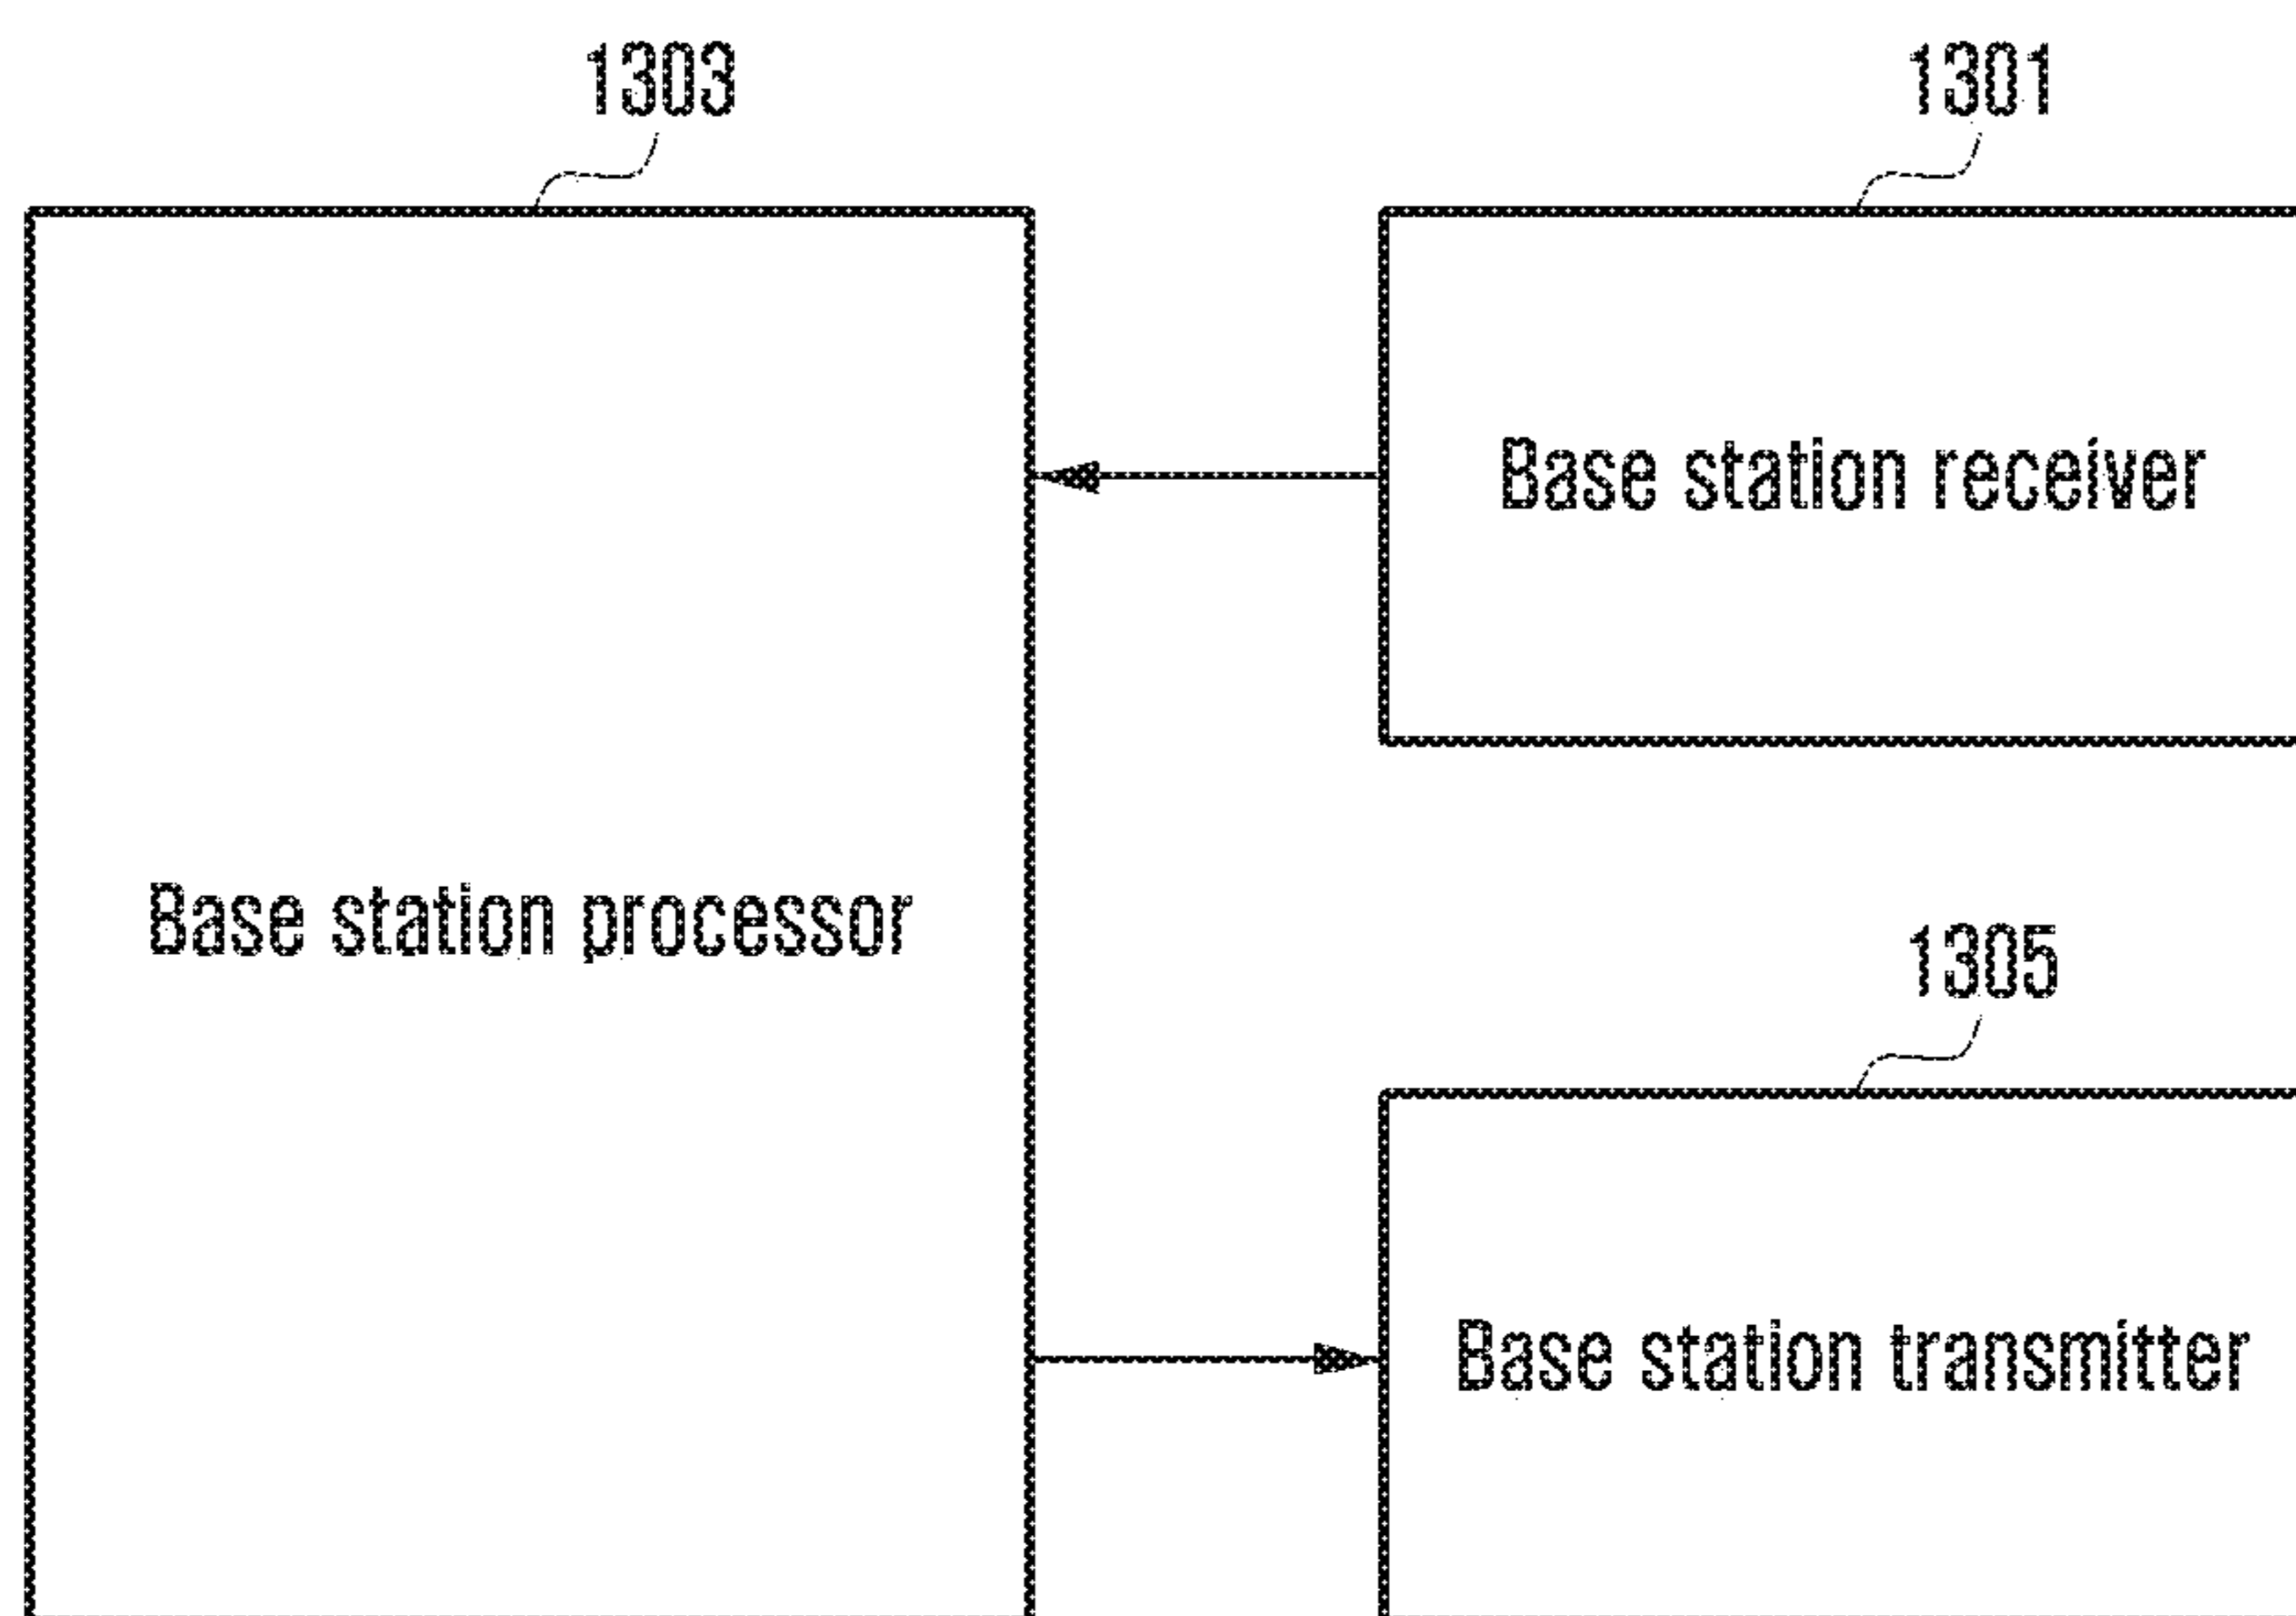 1303
1301
Base station receiver
Base station processor
1305
Base station transmitter